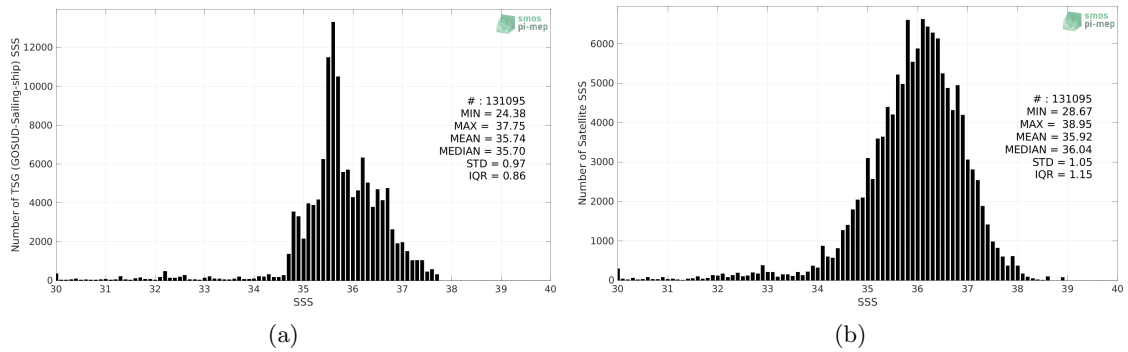 smos
pi-mep
Number of TSG (GOSUD-Sailing-ship) SSS
12000
10000
8000
6000
4000
2000
0
# : 131095
MIN = 24.38
MAX = 37.75
MEAN = 35.74
MEDIAN = 35.70
STD = 0.97
IQR = 0.86
30 31 32 33 34 35 36 37 38 39 40
SSS
(a)
smos
pi-mep
Number of Satellite SSS
6000
5000
4000
3000
2000
1000
0
# : 131095
MIN = 28.67
MAX = 38.95
MEAN = 35.92
MEDIAN = 36.04
STD = 1.05
IQR = 1.15
30 31 32 33 34 35 36 37 38 39 40
SSS
(b)